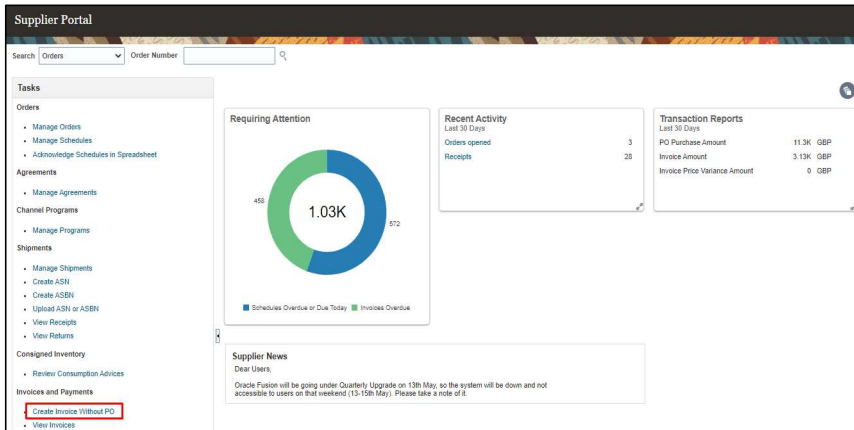 Supplier Portal
Search Orders Order Number
Tasks
Orders
Manage Orders
Manage Schedules
Acknowledge Schedules in Spreadsheet
Agreements
Manage Agreements
Channel Programs
Manage Programs
Shipments
Manage Shipments
Create ASN
Create ASBN
Upload ASN or ASBN
View Receipts
View Returns
Consigned Inventory
Review Consumption Advices
Invoices and Payments
Create Invoice Without PO
View Invoices
Requiring Attention
458
1.03K
572
Schedules Overdue or Due Today Invoices Overdue
Recent Activity
Last 30 Days
Orders opened 3
Receipts 28
Transaction Reports
Last 30 Days
PO Purchase Amount 11.3K GBP
Invoice Amount 3.13K GBP
Invoice Price Variance Amount 0 GBP
Supplier News
Dear Users,
Oracle Fusion will be going under Quarterly Upgrade on 13th May, so the system will be down and not
accessible to users on that weekend (13-15th May). Please take a note of it.